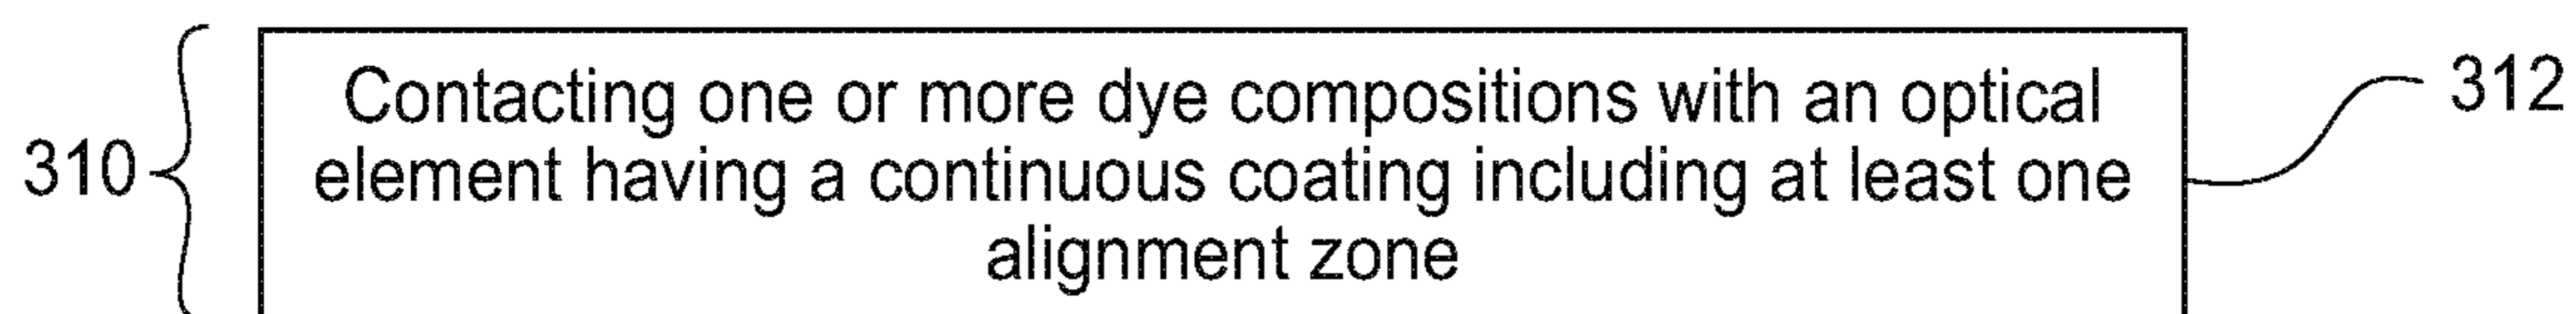 Contacting one or more dye compositions with an optical
312
310
element having a continuous coating including at least one
alignment zone